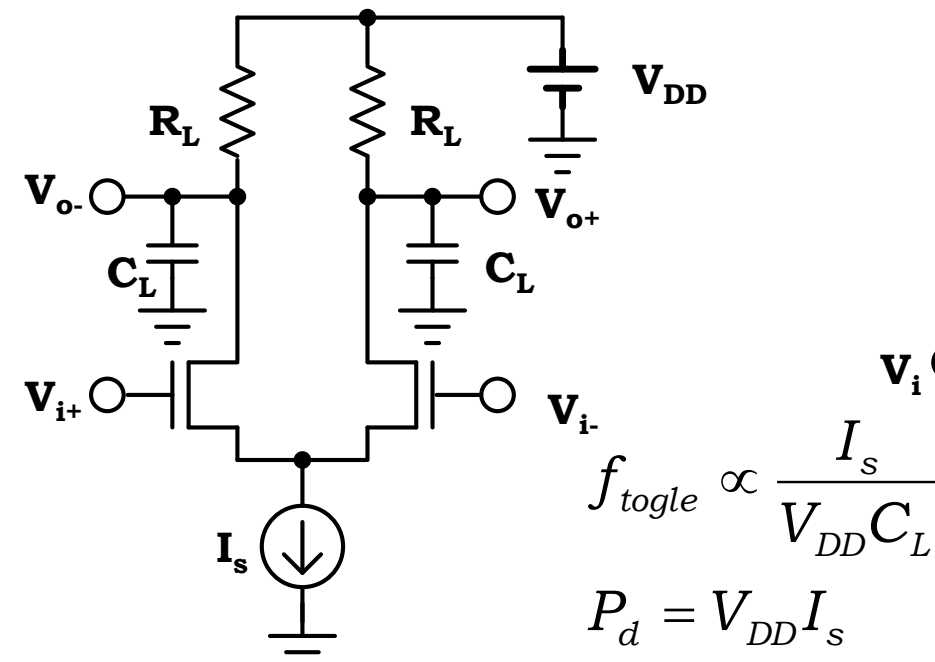 V_DD
R_L
R_L
V_o-
V_o+
C_L
C_L
V_i
V_i+
V_i-
f_togle ∝ I_s / V_DD C_L
I_s
P_d = V_DD I_s